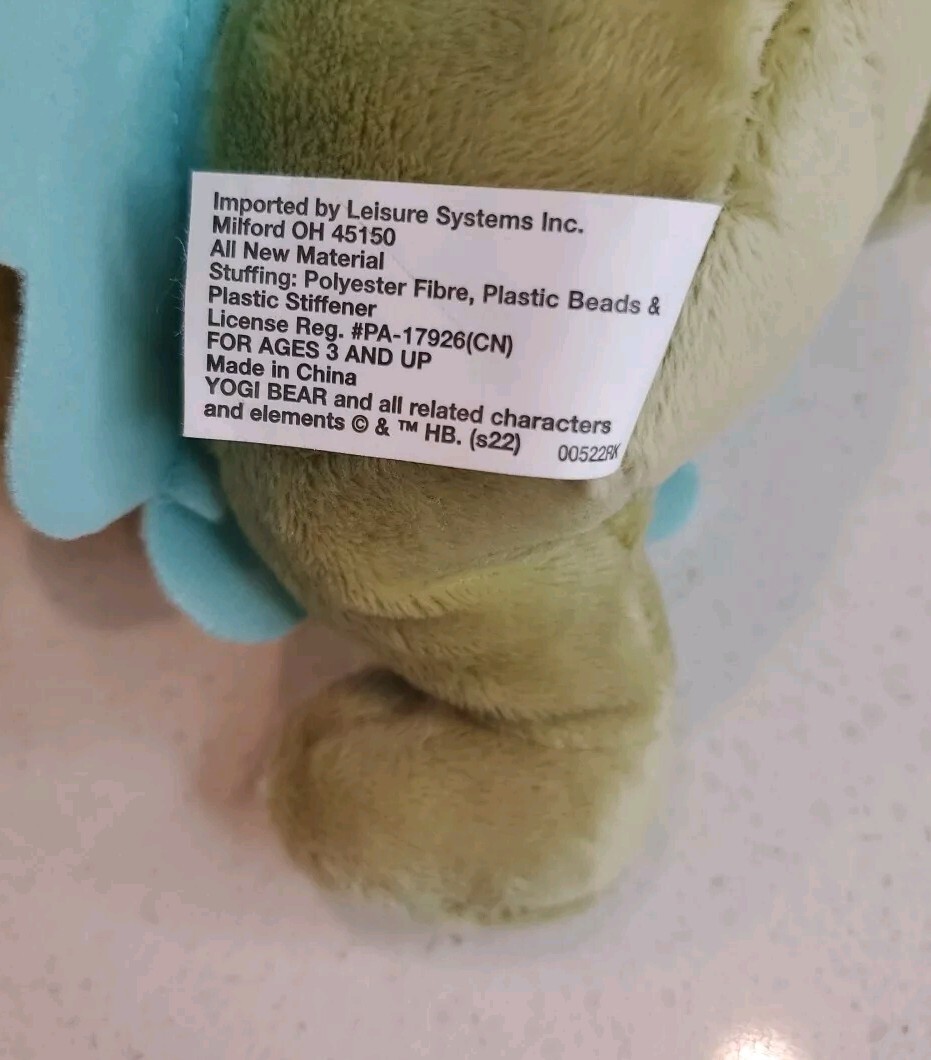 Imported by Leisure Systems Inc.
Milford OH 45150
All New Material
Stuffing: Polyester Fibre, Plastic Beads &
Plastic Stiffener
License Reg. #PA-17926(CN)
FOR AGES 3 AND UP
Made in China
YOGI BEAR and all related characters
and elements © & ™ HB. (s22) 00522RK